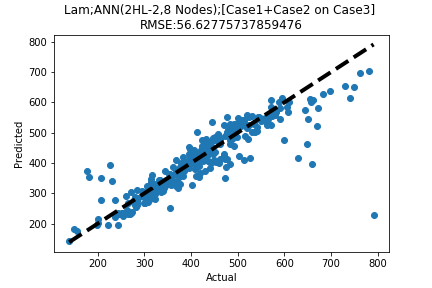 Lam;ANN(2HL-2,8 Nodes);[Case1+Case2 on Case3]
RMSE:56.62775737859476
800
700
600
500
400
300
200
Predicted
200 300 400 500 600 700 800
Actual